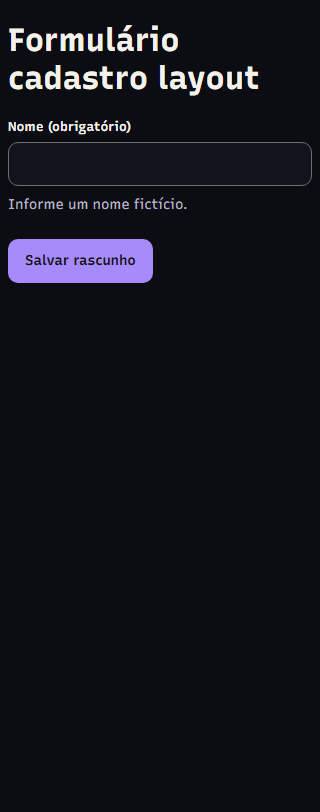 Formulário
cadastro layout
Nome (obrigatório)
Informe um nome fictício.
Salvar rascunho